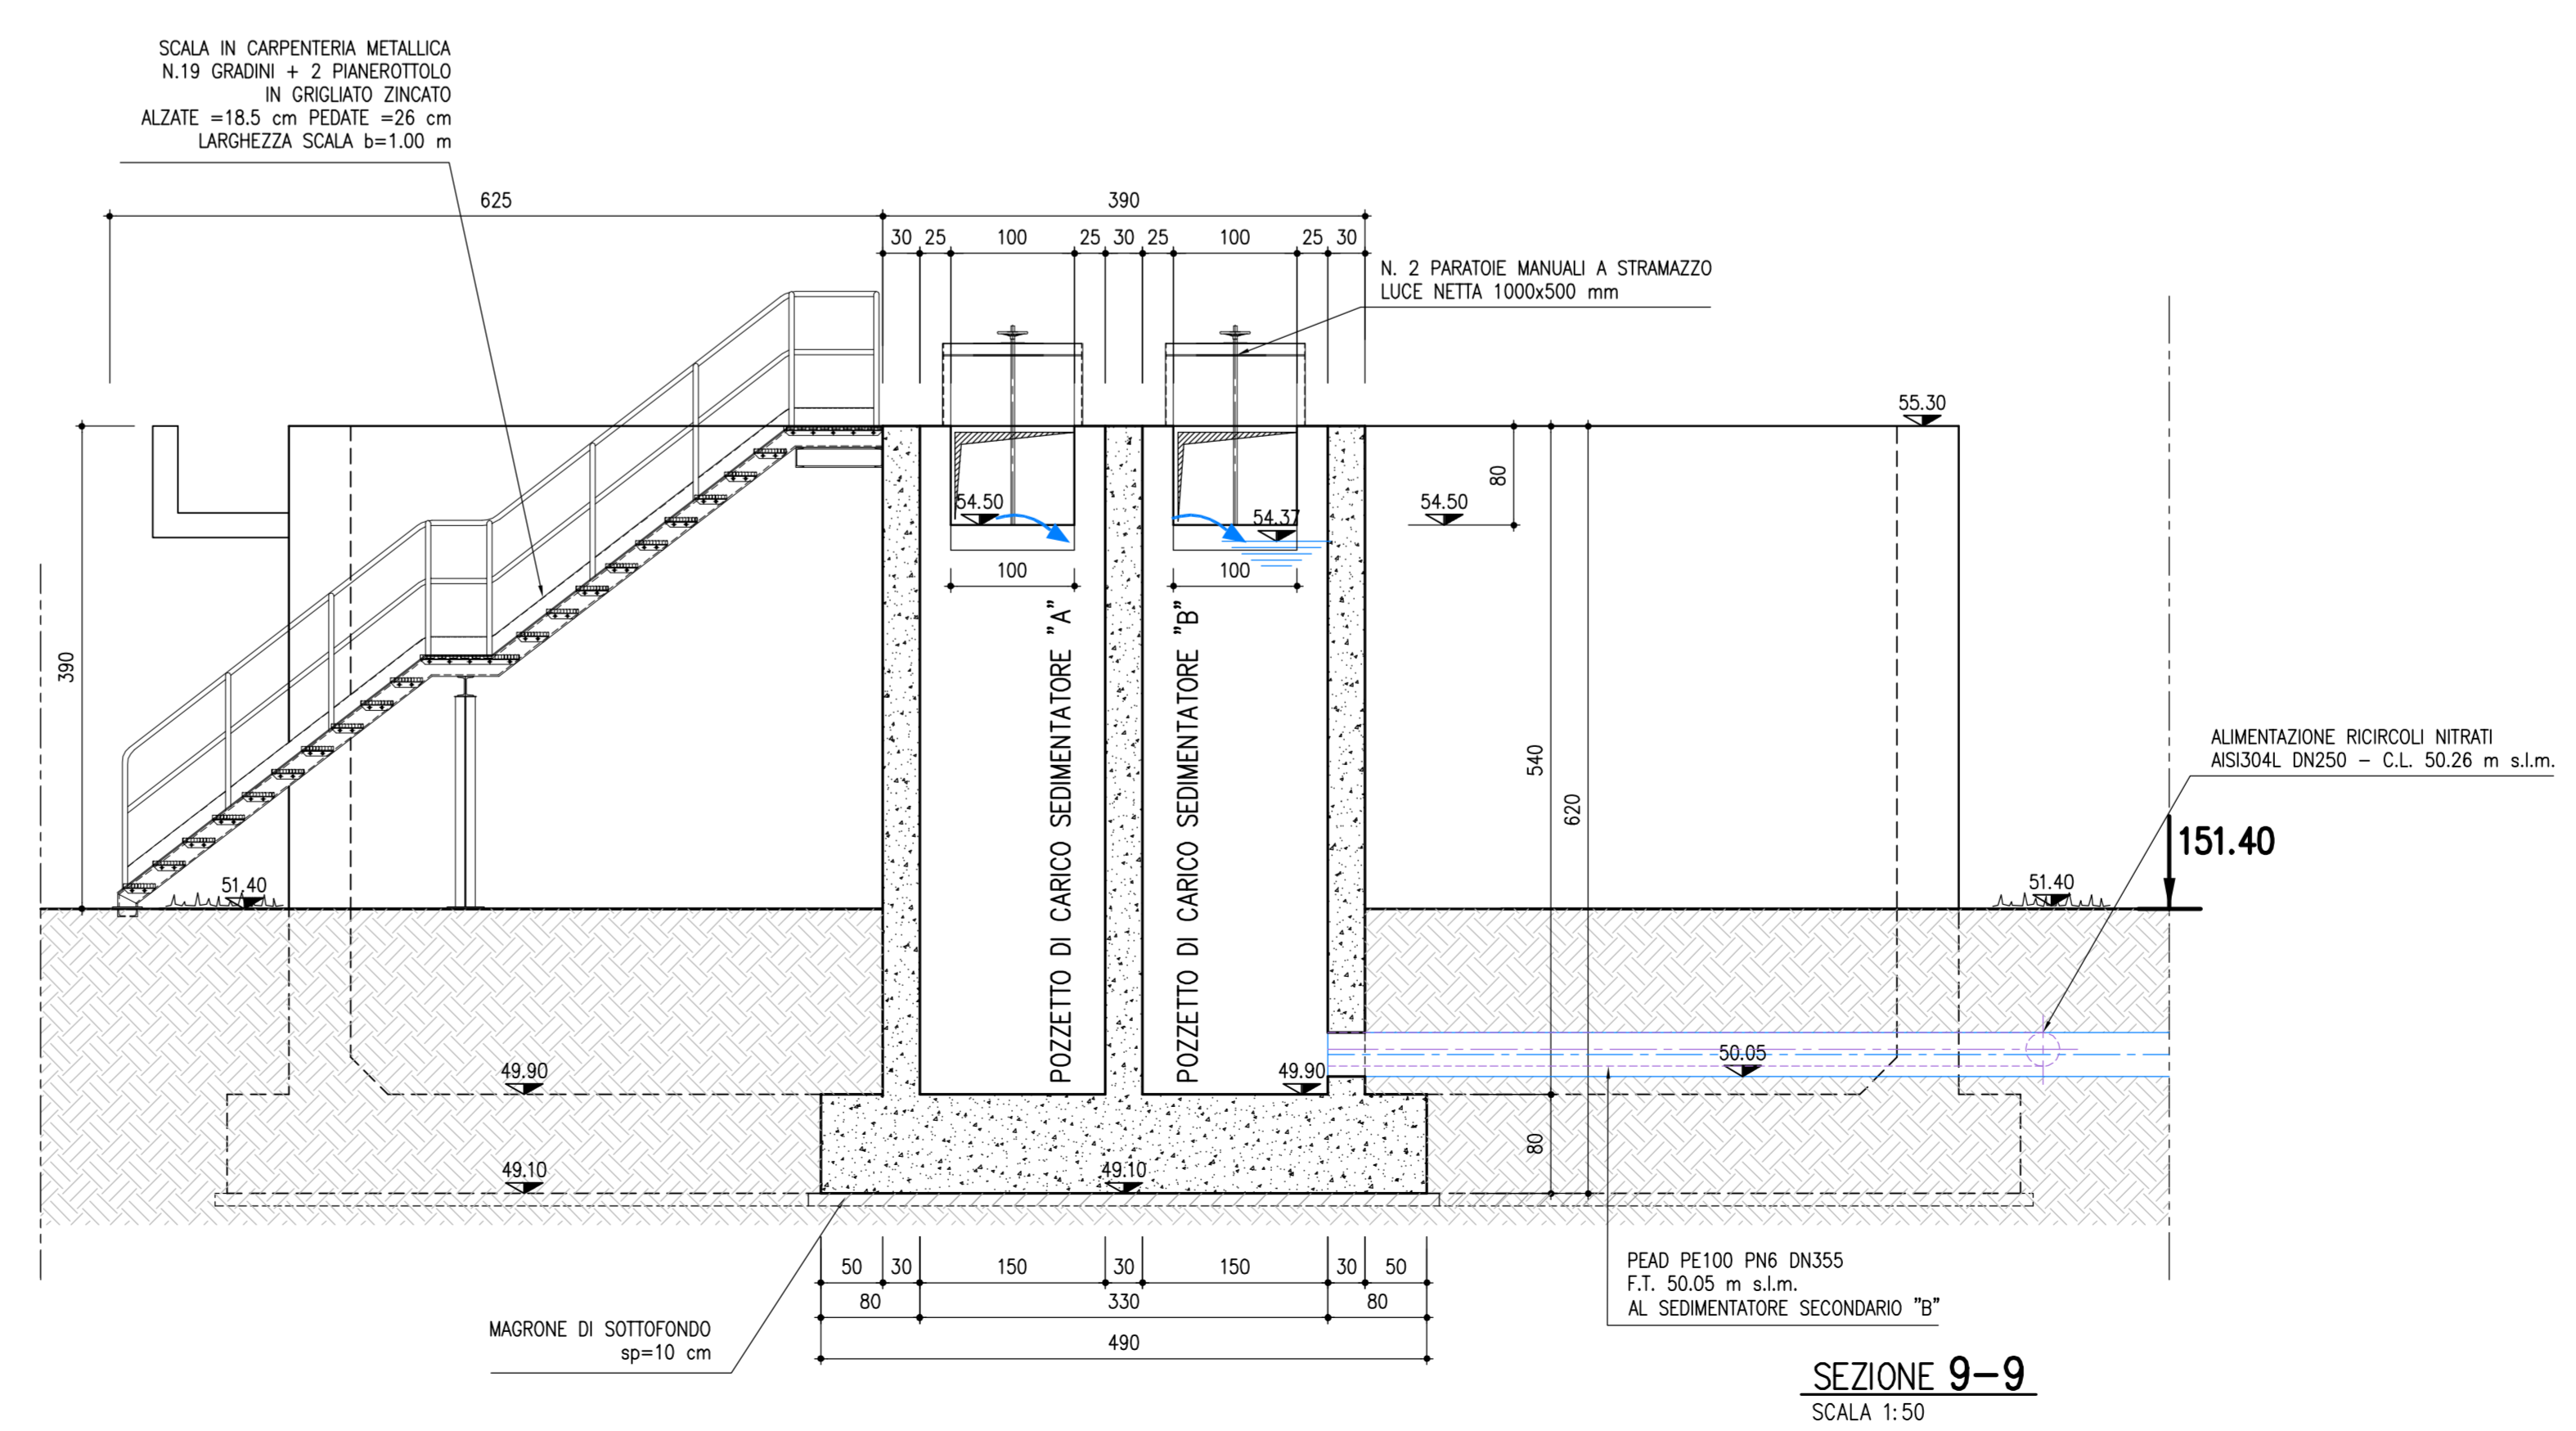 SCALA IN CARPENTERIA METALLICA
N.19 GRADINI + 2 PIANEROTTOLO
IN GRIGLIATO ZINCATO
ALZATE =18.5 cm PEDATE =26 cm
LARGHEZZA SCALA b=1.00 m
625
390
30 25 100 25 30 25 100 25 30
N. 2 PARATOIE MANUALI A STRAMAZZO
LUCE NETTA 1000x500 mm
55.30
80
54.50
54.37
54.50
100
100
390
POZZETTO DI CARICO SEDIMENTATORE "A"
POZZETTO DI CARICO SEDIMENTATORE "B"
540
620
ALIMENTAZIONE RICIRCOLI NITRATI
AISI304L DN250 - C.L. 50.26 m s.l.m.
151.40
51.40
51.40
49.90
49.90
50.05
80
49.10
49.10
50 30 150 30 150 30 50
80 330 80
490
MAGRONE DI SOTTOFONDO
sp=10 cm
PEAD PE100 PN6 DN355
F.T. 50.05 m s.l.m.
AL SEDIMENTATORE SECONDARIO "B"
SEZIONE 9-9
SCALA 1:50